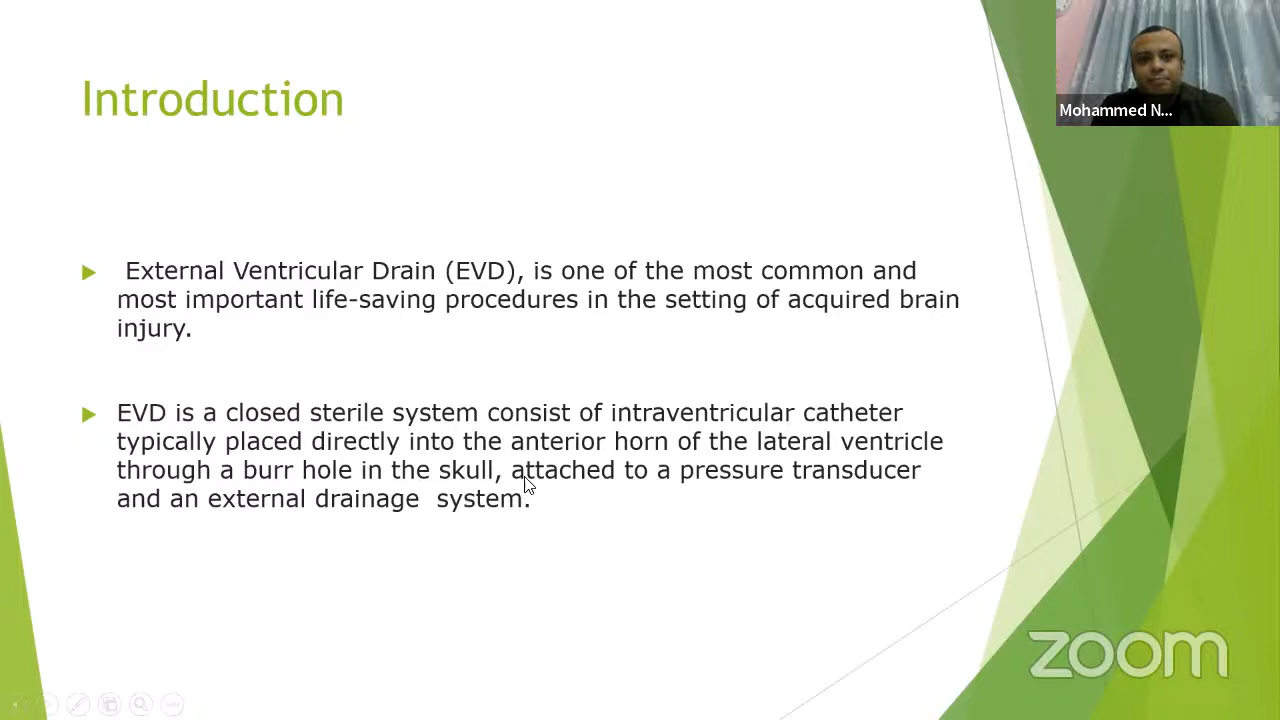 Introduction
Mohammed N...
External Ventricular Drain (EVD), is one of the most common and
most important life-saving procedures in the setting of acquired brain
injury.
EVD is a closed sterile system consist of intraventricular catheter
typically placed directly into the anterior horn of the lateral ventricle
through a burr hole in the skull, attached to a pressure transducer
and an external drainage  system.
zoom